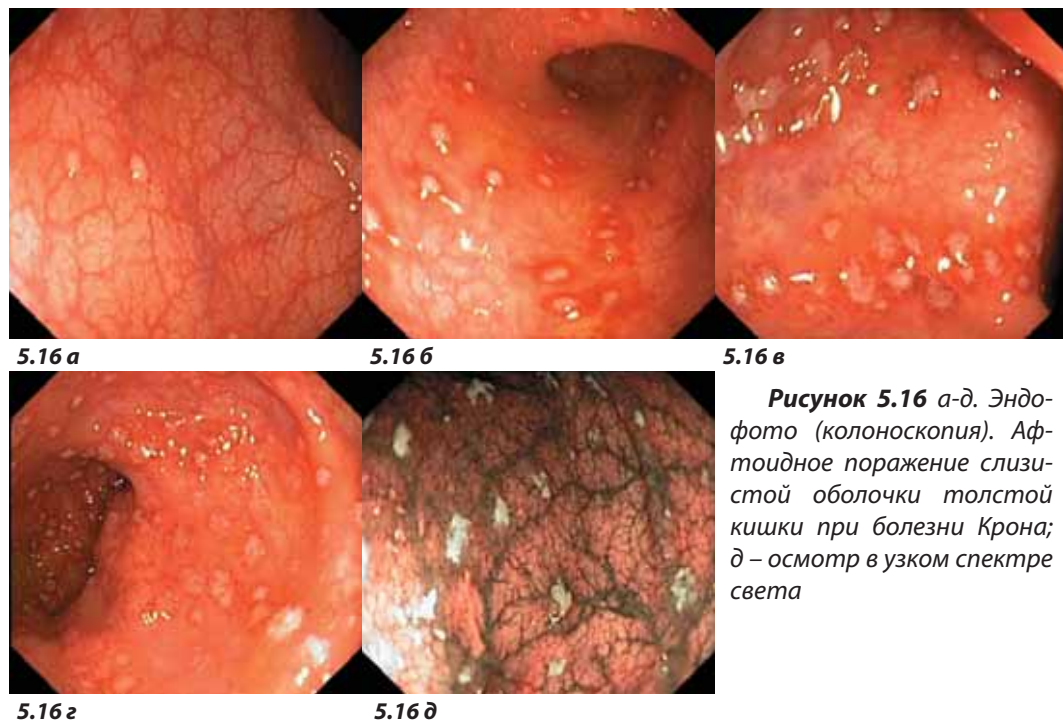 5.16 а
5.16 б
5.16 в
Рисунок 5.16 а-д. Эндо-
фото (колоноскопия). Аф-
тоидное поражение слизи-
стой оболочки толстой
кишки при болезни Крона;
д – осмотр в узком спектре
света
5.16 г
5.16 д